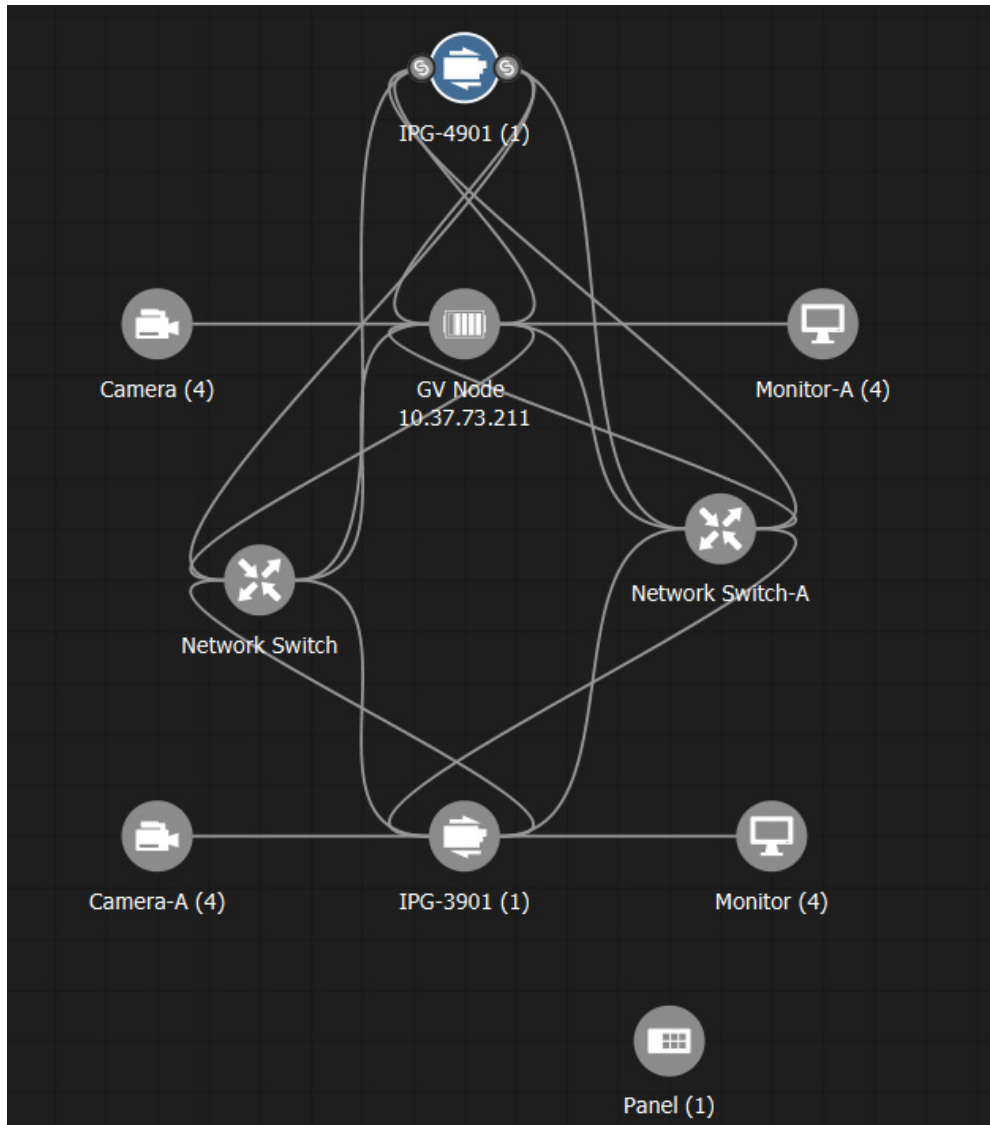 IPG-4901 (1)
Camera (4)
GV Node
10.37.73.211
Monitor-A (4)
Network Switch-A
Network Switch
Camera-A (4)
IPG-3901 (1)
Monitor (4)
Panel (1)